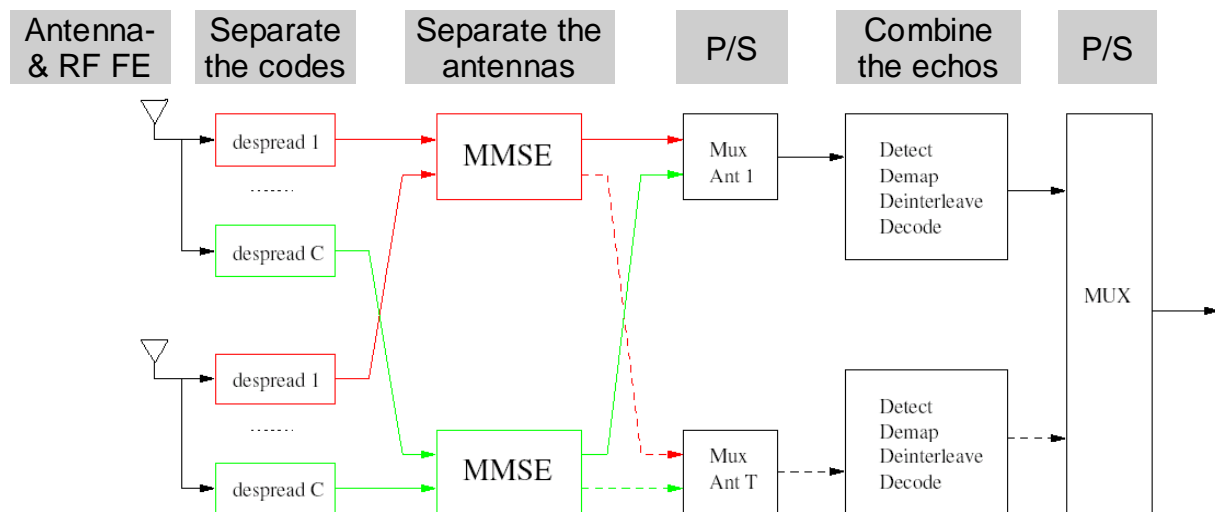 Antenna-
& RF FE
Separate
the codes
Separate the
antennas
P/S
Combine
the echos
P/S
despread 1
........
despread C
MMSE
Mux
Ant 1
Detect
Demap
Deinterleave
Decode
MUX
despread 1
........
despread C
MMSE
Mux
Ant T
Detect
Demap
Deinterleave
Decode